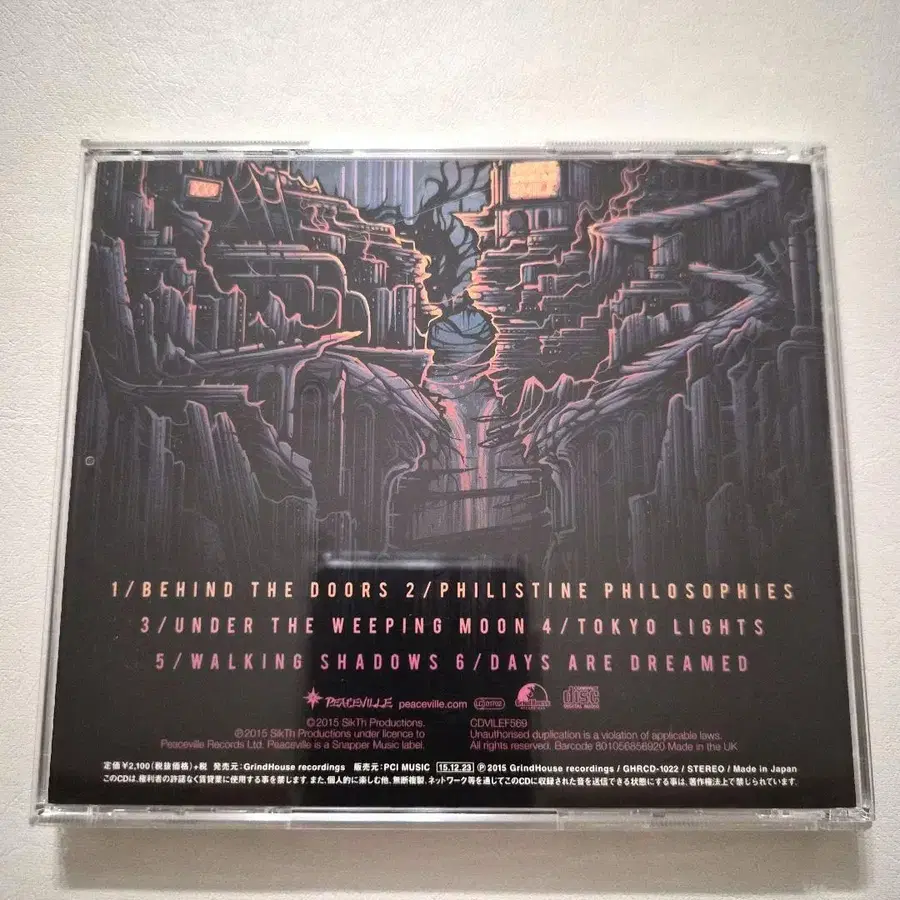 1/BEHIND THE DOORS 2/PHILISTINE PHILOSOPHIES
3/UNDER THE WEEPING MOON 4/TOKYO LIGHTS
5/WALKING SHADOWS 6/DAYS ARE DREAMED
PEACEVILLE peaceville.com LC 01702 COMPACT disc DIGITAL AUDIO
©2015 SikTh Productions.
℗2015 SikTh Productions under licence to
Peaceville Records Ltd. Peaceville is a Snapper Music label.
CDVILEF569
Unauthorised duplication is a violation of applicable laws.
All rights reserved. Barcode 801056856920 Made in the UK
定価¥2,100(税抜価格)+税 発売元:GrindHouse recordings 販売元:PCI MUSIC 15.12.23 ℗2015 GrindHouse recordings / GHRCD-1022 / STEREO / Made in Japan
このCDは、権利者の許諾なく賃貸業に使用する事を禁じます また、個人的に楽しむ他、無断複製、ネットワーク等を通じてこのCDに収録された音を送信できる状態にする事は、著作権法上で禁じられています.